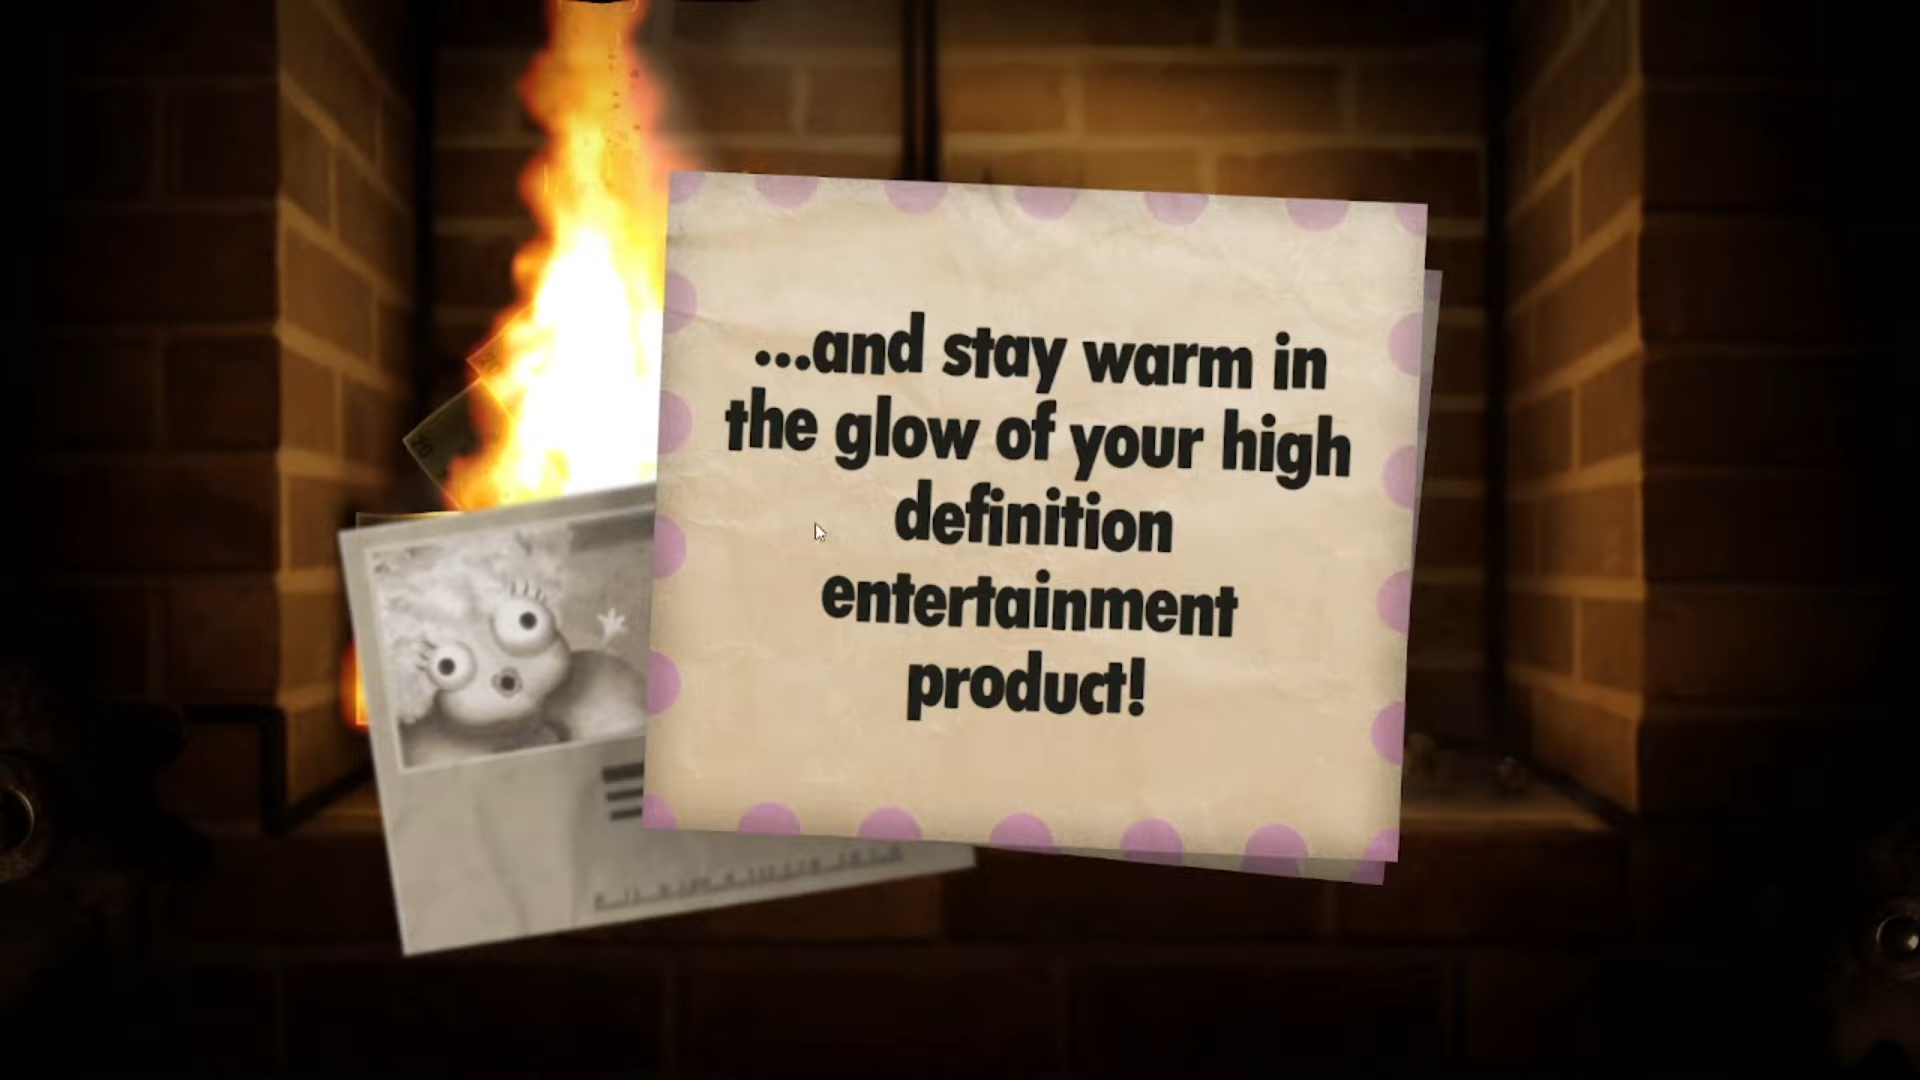 ...and stay warm in
the glow of your high
definition
entertainment
product!